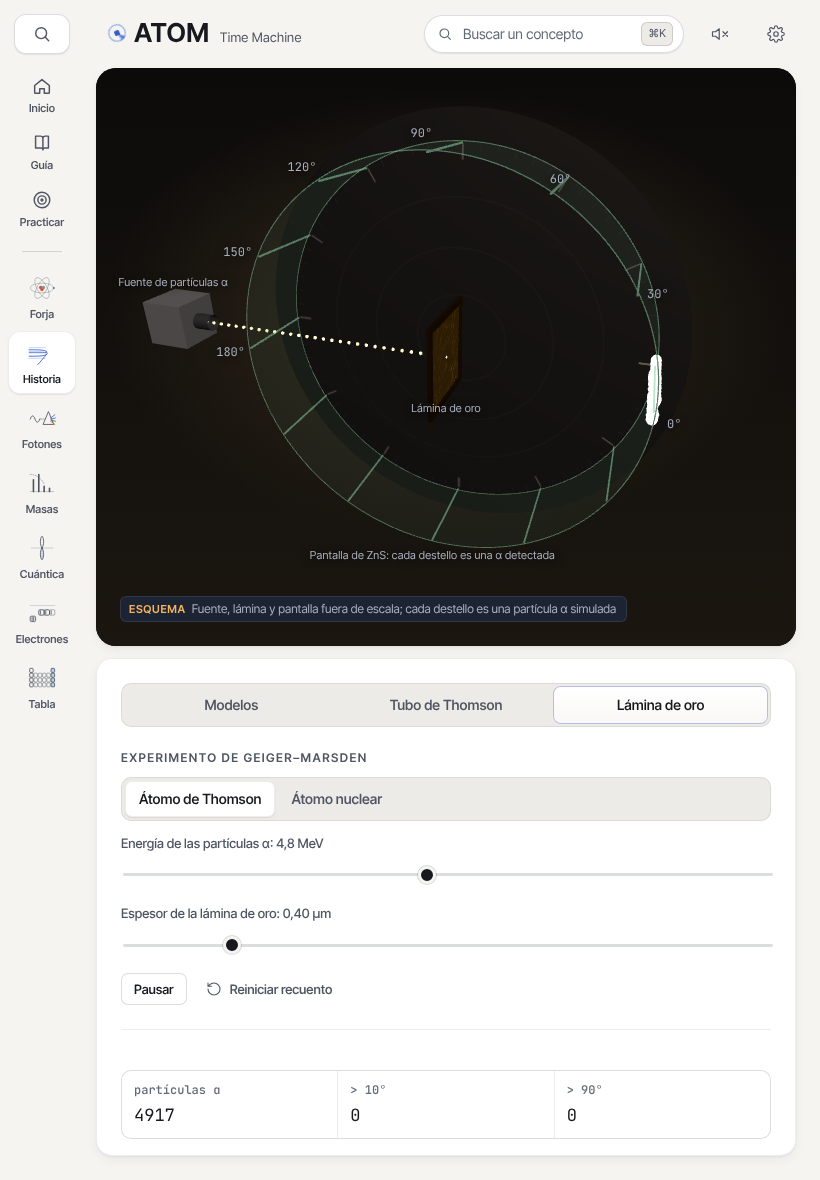 ATOM Time Machine
Buscar un concepto
⌘K
Inicio
Guía
Practicar
Forja
Historia
Fotones
Masas
Cuántica
Electrones
Tabla
90°
120°
60°
150°
30°
Fuente de partículas α
180°
Lámina de oro
0°
Pantalla de ZnS: cada destello es una α detectada
ESQUEMA Fuente, lámina y pantalla fuera de escala; cada destello es una partícula α simulada
Modelos
Tubo de Thomson
Lámina de oro
EXPERIMENTO DE GEIGER–MARSDEN
Átomo de Thomson
Átomo nuclear
Energía de las partículas α: 4,8 MeV
Espesor de la lámina de oro: 0,40 µm
Pausar
Reiniciar recuento
partículas α
4917
> 10°
0
> 90°
0